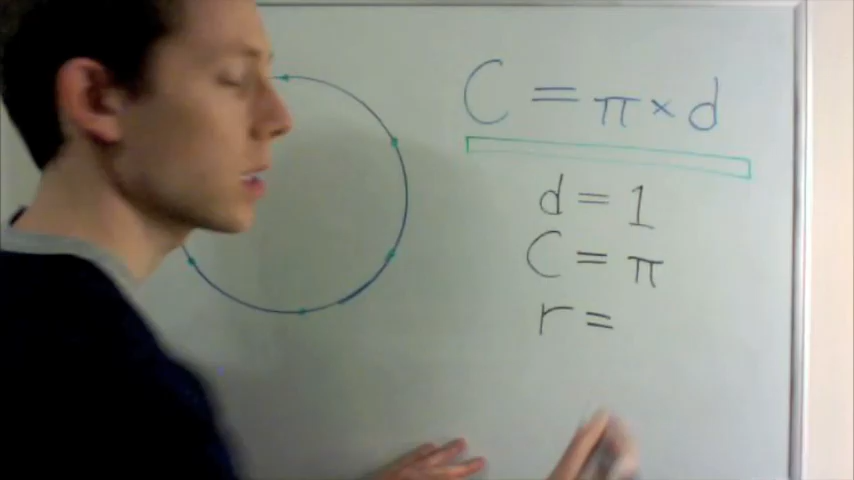 C = π × d
d = 1
C = π
r =